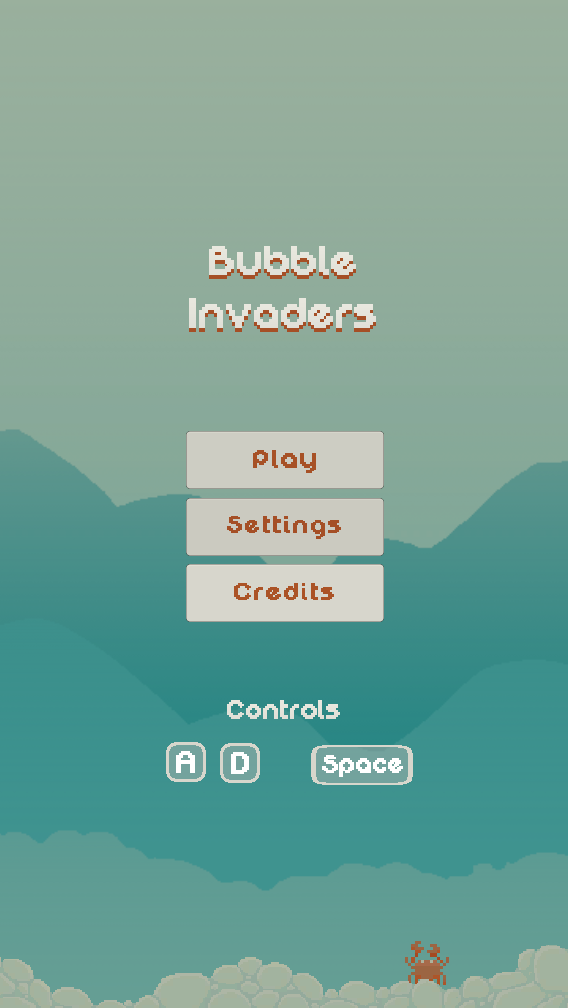 Bubble
Invaders
Play
Settings
Credits
Controls
A D Space